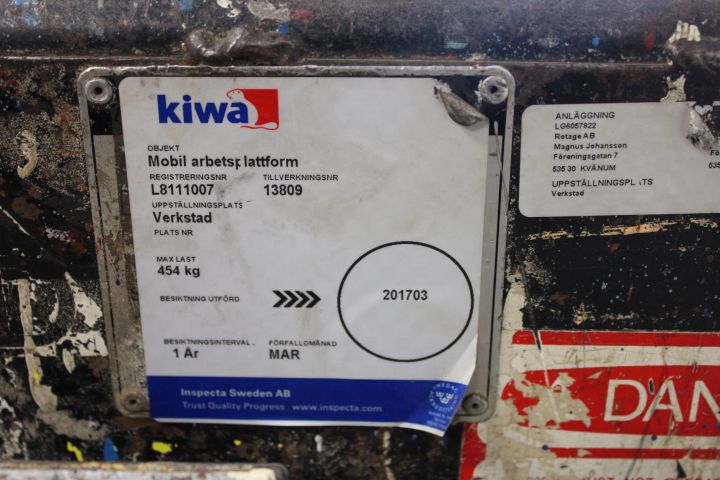 kiwa
OBJEKT
Mobil arbetsplattform
REGISTRERINGSNR TILLVERKNINGSNR
L8111007 13809
UPPSTÄLLNINGSPLATS
Verkstad
PLATS NR
MAX LAST
454 kg
BESIKTNING UTFÖRD >>>> 201703
BESIKTNINGSINTERVAL FÖRFALLOMÅNAD
1 År MAR
Inspecta Sweden AB
Trust Quality Progress www.inspecta.com
ANLÄGGNING
LG6057822
Rotage AB
Magnus Johansson
Föreningsgatan 7
535 30 KVÄNUM
UPPSTÄLLNINGSPLATS
Verkstad
DAN